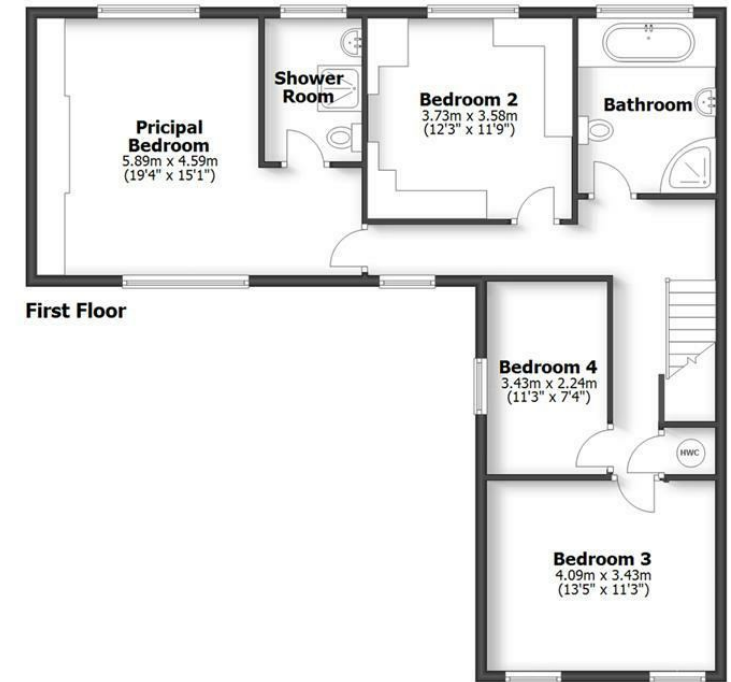 Pricipal
Bedroom
5.89m x 4.59m
(19'4" x 15'1")
Shower
Room
Bedroom 2
3.73m x 3.58m
(12'3" x 11'9")
Bathroom
First Floor
Bedroom 4
3.43m x 2.24m
(11'3" x 7'4")
HWC
Bedroom 3
4.09m x 3.43m
(13'5" x 11'3")